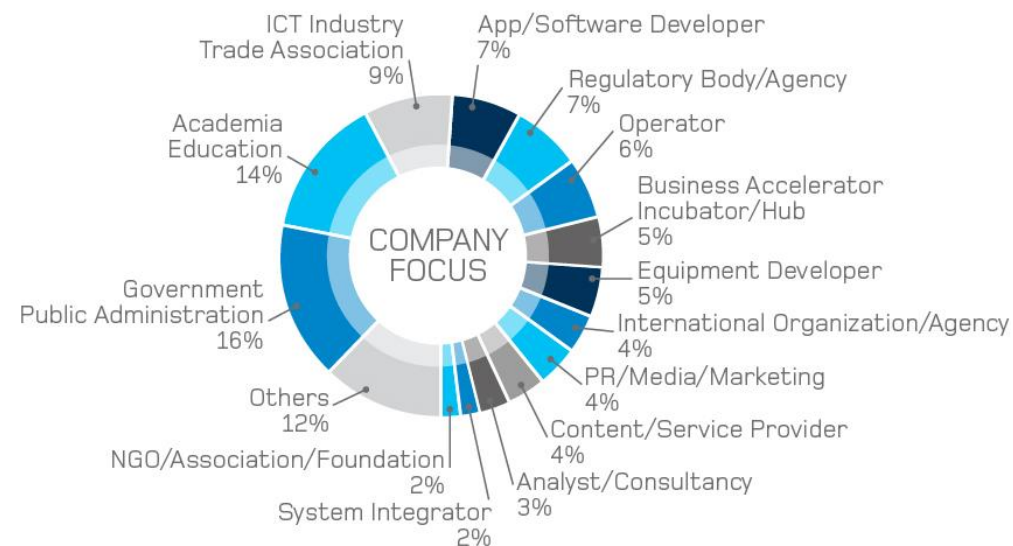 ICT Industry
Trade Association
9%
App/Software Developer
7%
Regulatory Body/Agency
7%
Operator
6%
Business Accelerator
Incubator/Hub
5%
Equipment Developer
5%
International Organization/Agency
4%
PR/Media/Marketing
4%
Content/Service Provider
4%
Analyst/Consultancy
3%
System Integrator
2%
NGO/Association/Foundation
2%
Others
12%
Government
Public Administration
16%
Academia
Education
14%
COMPANY
FOCUS